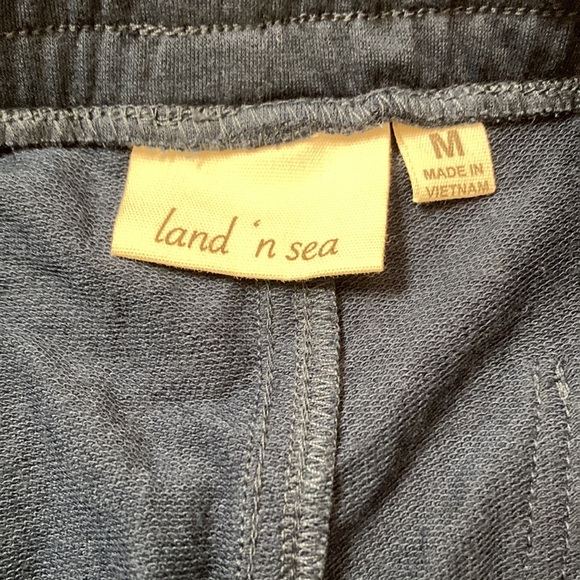 land 'n sea
M
MADE IN
VIETNAM